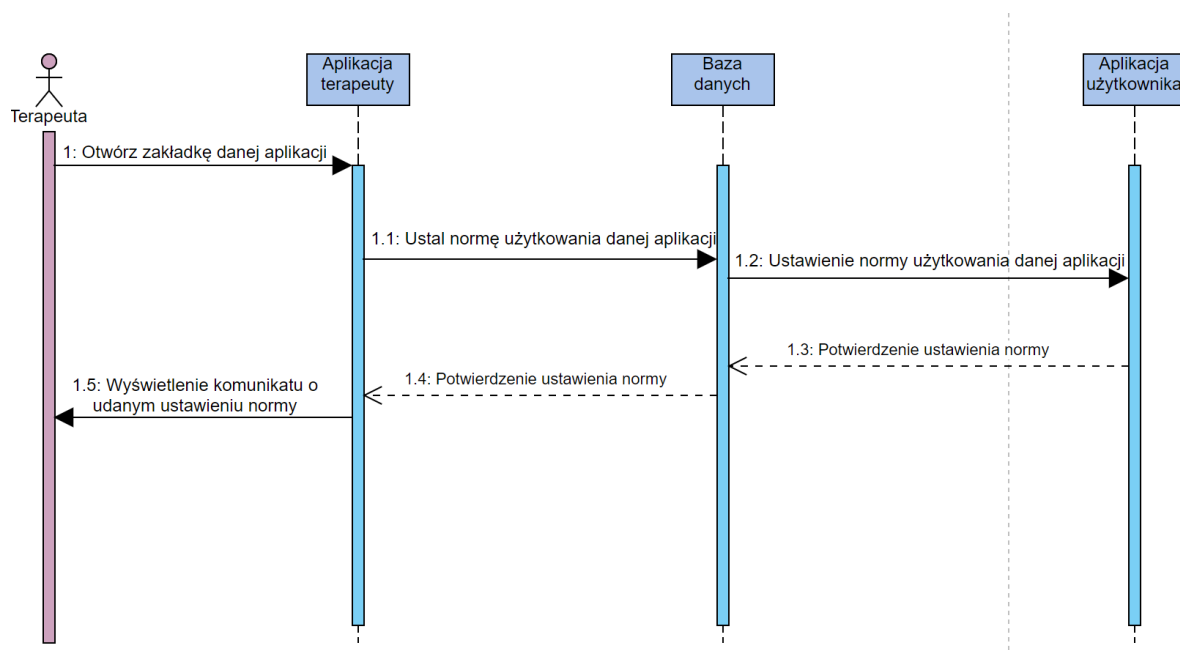 Terapeuta
Aplikacja
terapeuty
Baza
danych
Aplikacja
użytkownika
1: Otwórz zakładkę danej aplikacji
1.1: Ustal normę użytkowania danej aplikacji
1.2: Ustawienie normy użytkowania danej aplikacji
1.3: Potwierdzenie ustawienia normy
1.4: Potwierdzenie ustawienia normy
1.5: Wyświetlenie komunikatu o
udanym ustawieniu normy